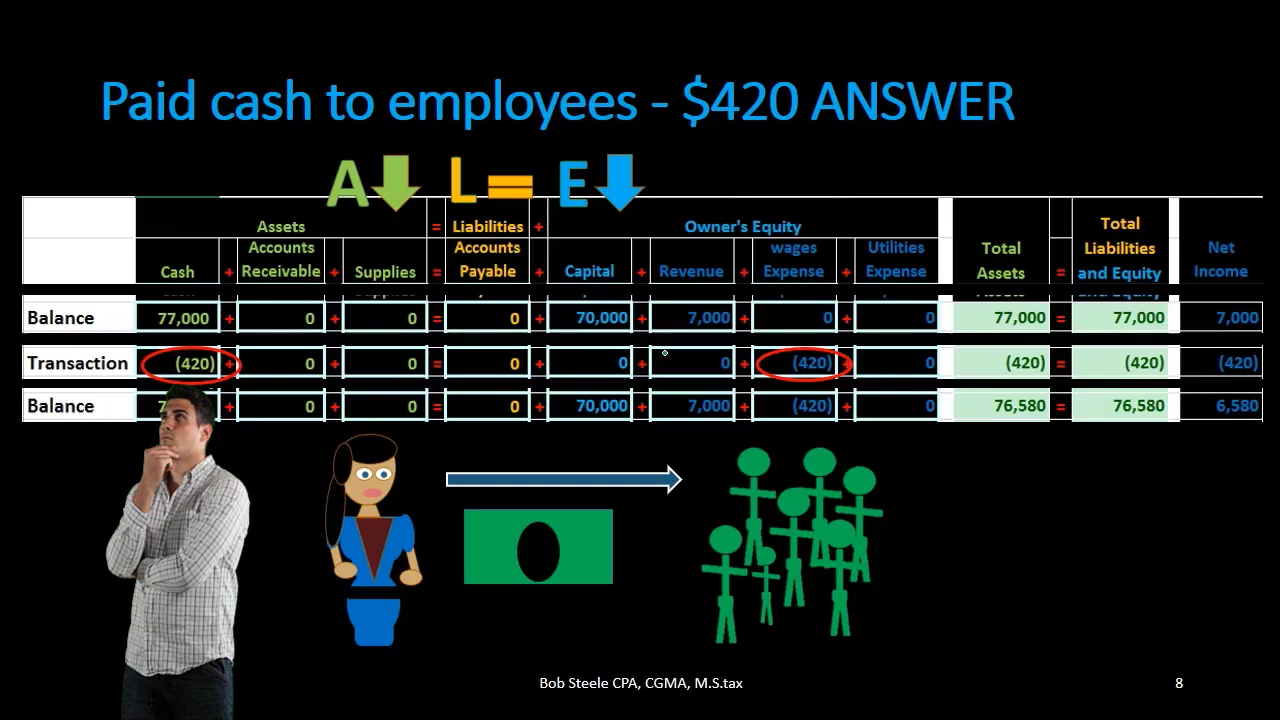 Paid cash to employees - $420 ANSWER
A L = E
Assets = Liabilities + Owner's Equity
Cash + Accounts Receivable + Supplies = Accounts Payable + Capital + Revenue + wages Expense + Utilities Expense Total Assets = Total Liabilities and Equity Net Income
Balance 77,000 + 0 + 0 = 0 + 70,000 + 7,000 + 0 + 0 77,000 = 77,000 7,000
Transaction (420) + 0 + 0 = 0 + 0 + 0 + (420) + 0 (420) = (420) (420)
Balance + 0 + 0 = 0 + 70,000 + 7,000 + (420) + 0 76,580 = 76,580 6,580
Bob Steele CPA, CGMA, M.S.tax
8